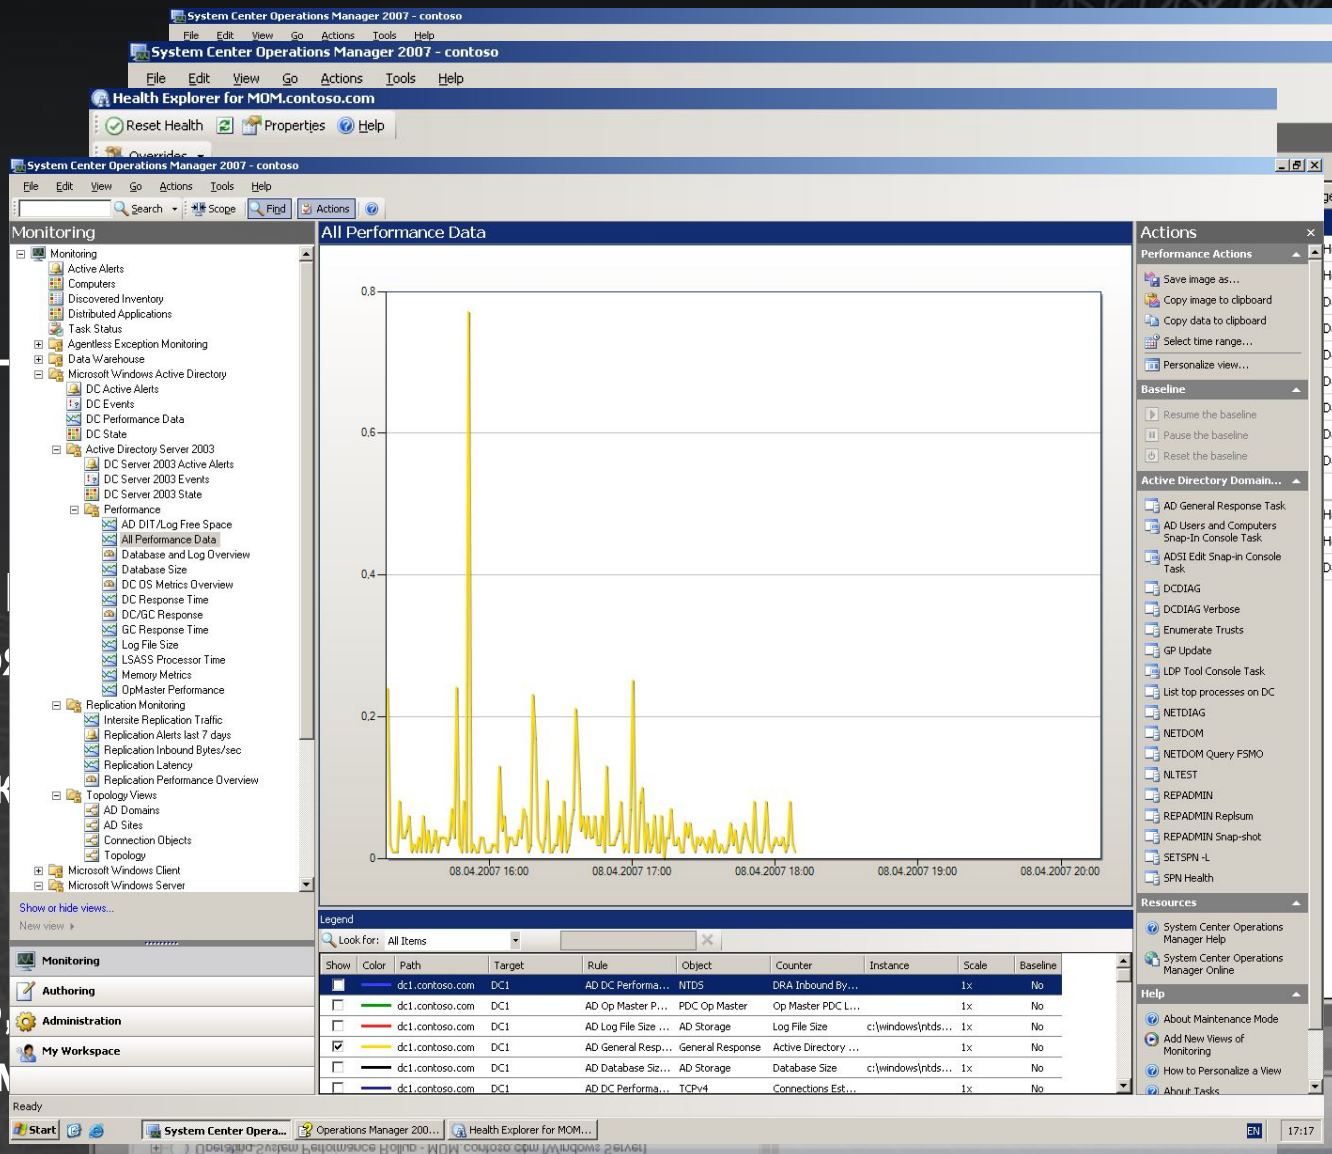 System Center Operations Manager 2007 - contoso
File Edit View Go Actions Tools Help
System Center Operations Manager 2007 - contoso
File Edit View Go Actions Tools Help
Health Explorer for MOM.contoso.com
Reset Health Properties Help
Overrides
System Center Operations Manager 2007 - contoso
File Edit View Go Actions Tools Help
Search Scope Find Actions
Monitoring
Monitoring
Active Alerts
Computers
Discovered Inventory
Distributed Applications
Task Status
Agentless Exception Monitoring
Data Warehouse
Microsoft Windows Active Directory
DC Active Alerts
DC Events
DC Performance Data
DC State
Active Directory Server 2003
DC Server 2003 Active Alerts
DC Server 2003 Events
DC Server 2003 State
Performance
AD DIT/Log Free Space
All Performance Data
Database and Log Overview
Database Size
DC OS Metrics Overview
DC Response Time
DC/GC Response
GC Response Time
Log File Size
LSASS Processor Time
Memory Metrics
OpMaster Performance
Replication Monitoring
Intersite Replication Traffic
Replication Alerts last 7 days
Replication Inbound Bytes/sec
Replication Latency
Replication Performance Overview
Topology Views
AD Domains
AD Sites
Connection Objects
Topology
Microsoft Windows Client
Microsoft Windows Server
Show or hide views...
New view
Monitoring
Authoring
Administration
My Workspace
All Performance Data
0,8
0,6
0,4
0,2
0
08.04.2007 16:00 08.04.2007 17:00 08.04.2007 18:00 08.04.2007 19:00 08.04.2007 20:00
Legend
Look for: All Items
Show Color Path Target Rule Object Counter Instance Scale Baseline
dc1.contoso.com DC1 AD DC Performa... NTDS DRA Inbound By... 1x No
dc1.contoso.com DC1 AD Op Master P... PDC Op Master Op Master PDC L... 1x No
dc1.contoso.com DC1 AD Log File Size ... AD Storage Log File Size c:\windows\ntds... 1x No
dc1.contoso.com DC1 AD General Resp... General Response Active Directory ... 1x No
dc1.contoso.com DC1 AD Database Siz... AD Storage Database Size c:\windows\ntds... 1x No
dc1.contoso.com DC1 AD DC Performa... TCPv4 Connections Est... 1x No
Actions
Performance Actions
Save image as...
Copy image to clipboard
Copy data to clipboard
Select time range...
Personalize view...
Baseline
Resume the baseline
Pause the baseline
Reset the baseline
Active Directory Domain...
AD General Response Task
AD Users and Computers
Snap-In Console Task
ADSI Edit Snap-in Console
Task
DCDIAG
DCDIAG Verbose
Enumerate Trusts
GP Update
LDP Tool Console Task
List top processes on DC
NETDIAG
NETDOM
NETDOM Query FSMO
NLTEST
REPADMIN
REPADMIN Replsum
REPADMIN Snap-shot
SETSPN -L
SPN Health
Resources
System Center Operations
Manager Help
System Center Operations
Manager Online
Help
About Maintenance Mode
Add New Views of
Monitoring
How to Personalize a View
About Tasks
Ready
Start System Center Opera... Operations Manager 200... Health Explorer for MOM... EN 17:17
Operating System Performance Rollup - MOM.contoso.com (Windows Server)